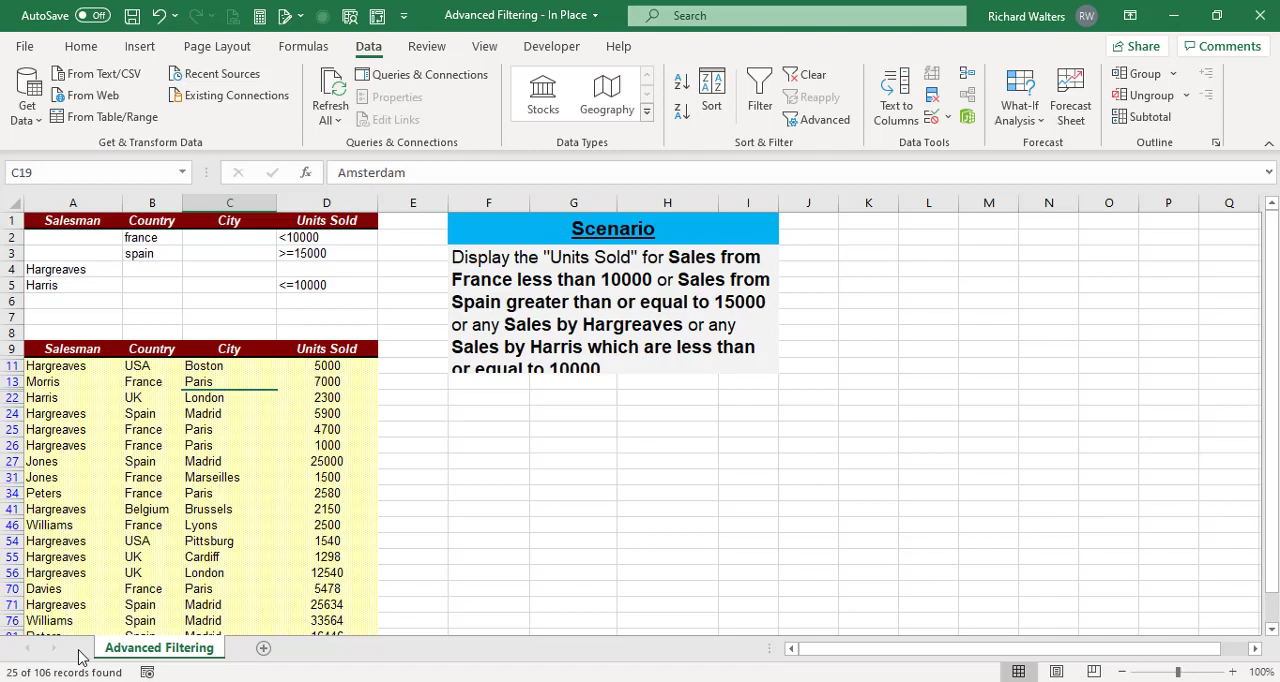 AutoSave Off Advanced Filtering - In Place Search Richard Walters RW
File Home Insert Page Layout Formulas Data Review View Developer Help Share Comments
Get Data
From Text/CSV
From Web
From Table/Range
Recent Sources
Existing Connections
Get & Transform Data
Refresh All
Queries & Connections
Properties
Edit Links
Queries & Connections
Stocks Geography
Data Types
Sort
Filter
Clear
Reapply
Advanced
Sort & Filter
Text to Columns
Data Tools
What-If Analysis
Forecast Sheet
Forecast
Group
Ungroup
Subtotal
Outline
C19 fx Amsterdam
A B C D E F G H I J K L M N O P Q
1 Salesman Country City Units Sold
2 france <10000
3 spain >=15000
4 Hargreaves
5 Harris <=10000
6
7
8
9 Salesman Country City Units Sold
11 Hargreaves USA Boston 5000
13 Morris France Paris 7000
22 Harris UK London 2300
24 Hargreaves Spain Madrid 5900
25 Hargreaves France Paris 4700
26 Hargreaves France Paris 1000
27 Jones Spain Madrid 25000
31 Jones France Marseilles 1500
34 Peters France Paris 2580
41 Hargreaves Belgium Brussels 2150
46 Williams France Lyons 2500
54 Hargreaves USA Pittsburg 1540
55 Harris UK Cardiff 1298
56 Hargreaves UK London 12540
70 Davies France Paris 5478
71 Hargreaves Spain Madrid 25634
76 Williams Spain Madrid 33564
Scenario
Display the "Units Sold" for Sales from
France less than 10000 or Sales from
Spain greater than or equal to 15000
or any Sales by Hargreaves or any
Sales by Harris which are less than
or equal to 10000
Advanced Filtering
25 of 106 records found 100%